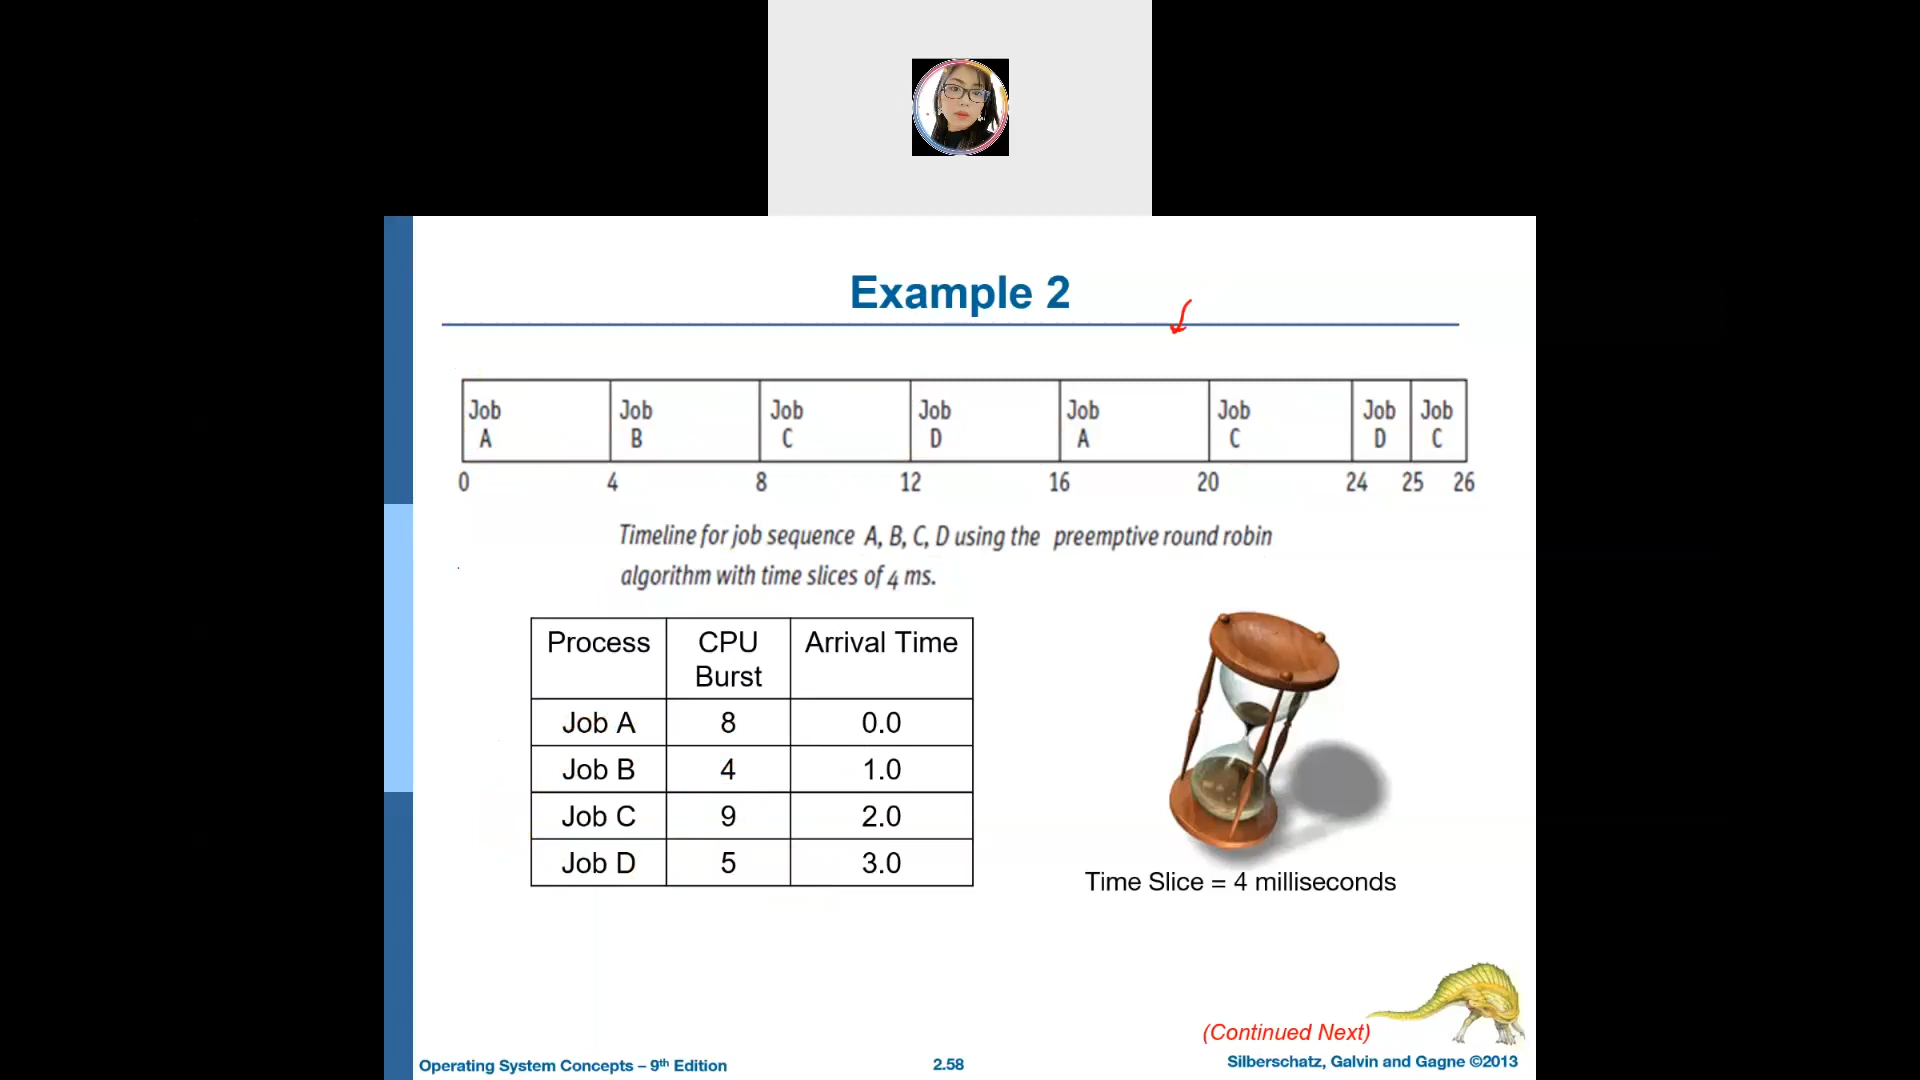 Example 2
Job Job Job Job Job Job Job Job
A B C D A C D C
0 4 8 12 16 20 24 25 26
Timeline for job sequence A, B, C, D using the preemptive round robin
algorithm with time slices of 4 ms.
Process CPU Arrival Time
Burst
Job A 8 0.0
Job B 4 1.0
Job C 9 2.0
Job D 5 3.0
Time Slice = 4 milliseconds
(Continued Next)
Operating System Concepts – 9th Edition 2.58 Silberschatz, Galvin and Gagne ©2013